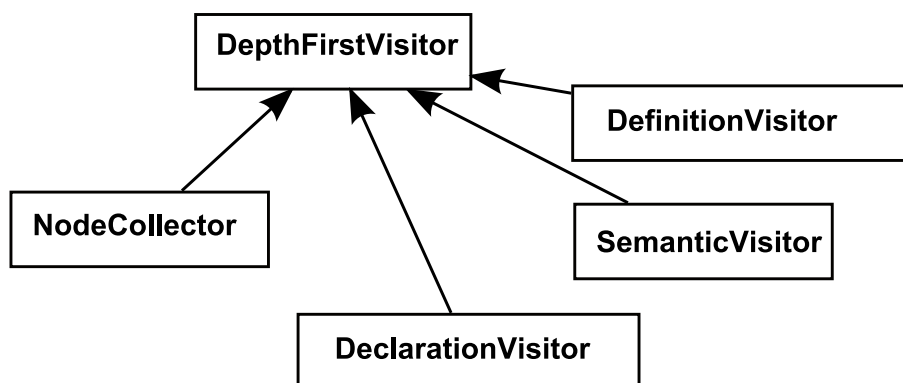 DepthFirstVisitor
DefinitionVisitor
NodeCollector
SemanticVisitor
DeclarationVisitor